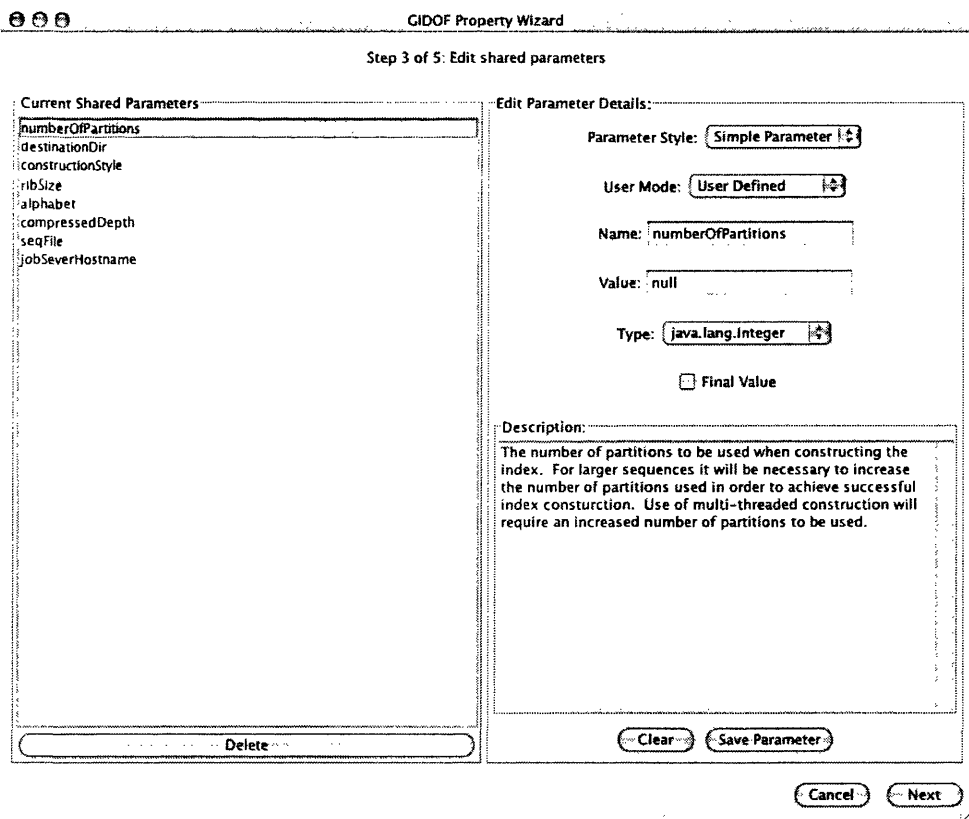 GIDOF Property Wizard
Step 3 of 5: Edit shared parameters
Current Shared Parameters
numberOfPartitions
destinationDir
constructionStyle
ribSize
alphabet
compressedDepth
seqFile
jobSeverHostname
Delete
Edit Parameter Details:
Parameter Style: Simple Parameter
User Mode: User Defined
Name: numberOfPartitions
Value: null
Type: java.lang.Integer
Final Value
Description:
The number of partitions to be used when constructing the
index. For larger sequences it will be necessary to increase
the number of partitions used in order to achieve successful
index consturction. Use of multi-threaded construction will
require an increased number of partitions to be used.
Clear Save Parameter
Cancel Next